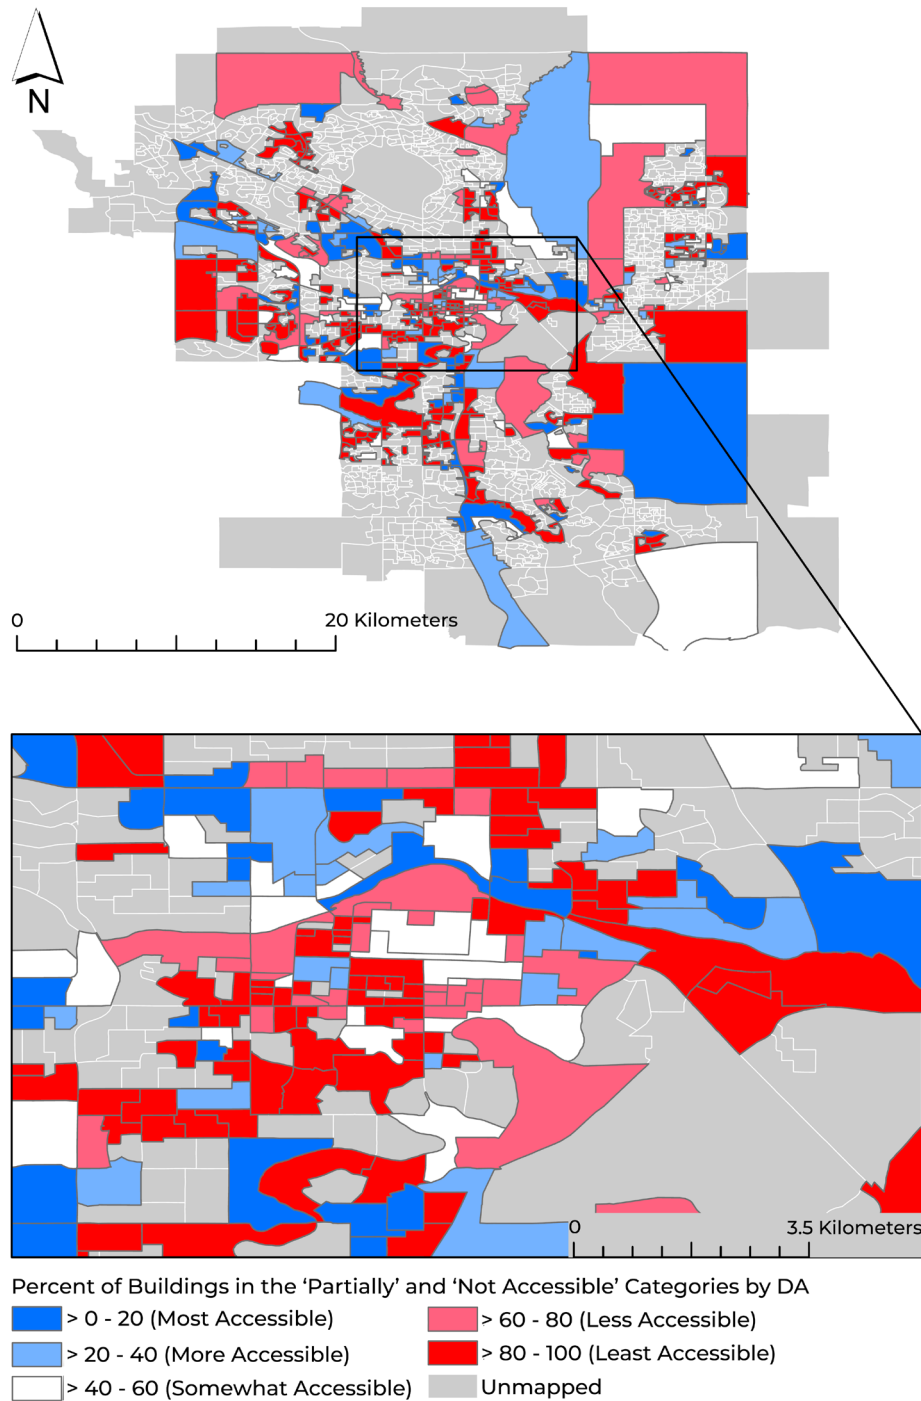 N
0 20 Kilometers
0 3.5 Kilometers
Percent of Buildings in the ‘Partially’ and ‘Not Accessible’ Categories by DA
> 0 - 20 (Most Accessible)
> 60 - 80 (Less Accessible)
> 20 - 40 (More Accessible)
> 80 - 100 (Least Accessible)
> 40 - 60 (Somewhat Accessible)
Unmapped